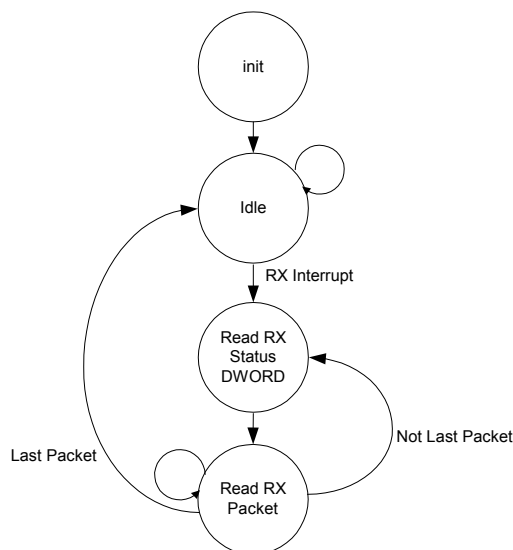 init
Idle
RX Interrupt
Read RX
Status
DWORD
Not Last Packet
Last Packet
Read RX
Packet